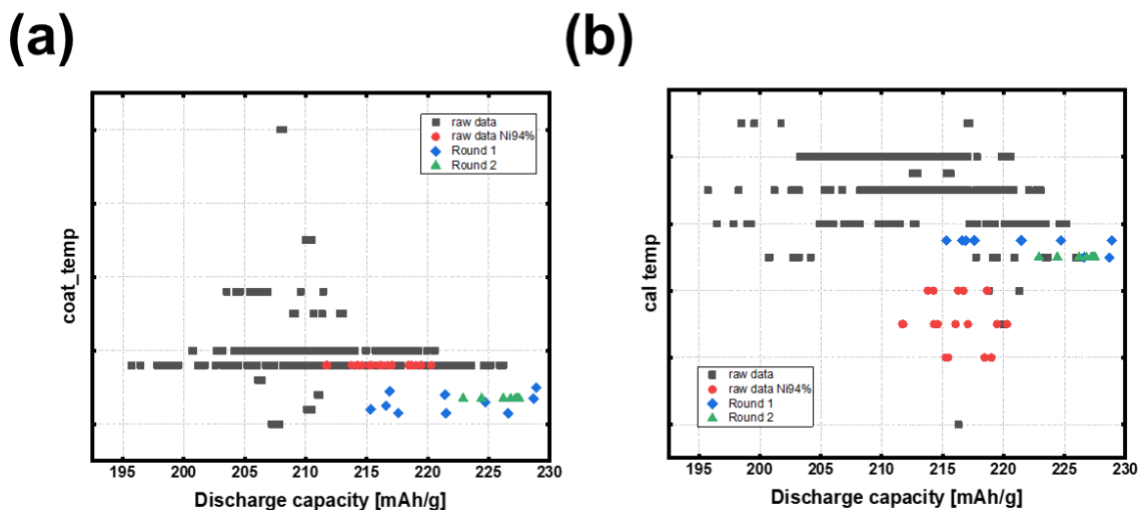 (a)
(b)
coat_temp
raw data
raw data Ni94%
Round 1
Round 2
195 200 205 210 215 220 225 230
Discharge capacity [mAh/g]
cal temp
raw data
raw data Ni94%
Round 1
Round 2
195 200 205 210 215 220 225 230
Discharge capacity [mAh/g]